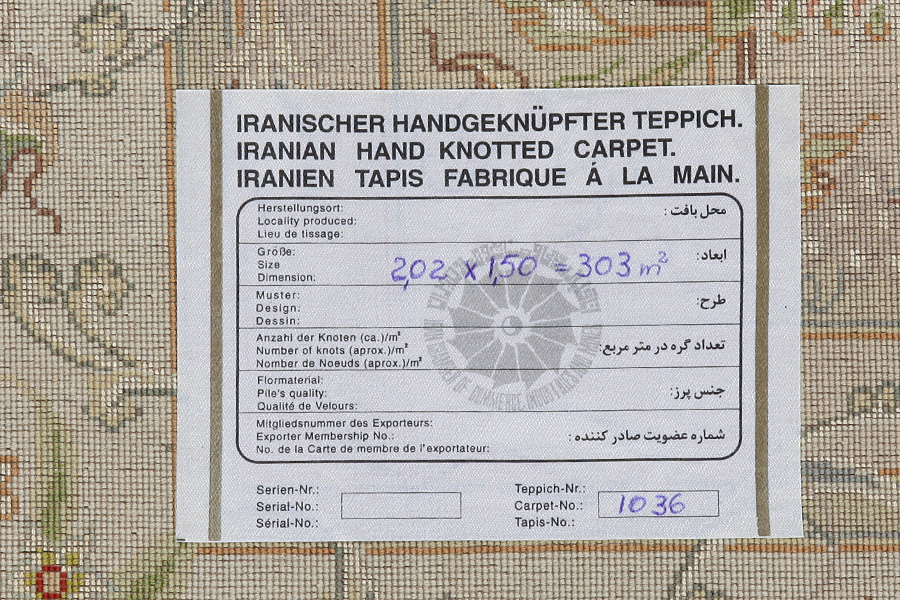 IRANISCHER HANDGEKNÜPFTER TEPPICH.
IRANIAN HAND KNOTTED CARPET.
IRANIEN TAPIS FABRIQUE Á LA MAIN.
Herstellungsort:
Locality produced:
Lieu de tissage:
محل بافت :
Größe:
Size
Dimension:
2,02 x 1,50 = 303 m²
ابعاد:
Muster:
Design:
Dessin:
طرح:
Anzahl der Knoten (ca.)/m²
Number of knots (aprox.)/m²
Nomber de Noeuds (aprox.)/m²
تعداد گره در متر مربع:
Flormaterial:
Pile's quality:
Qualité de Velours:
جنس پرز:
Mitgliedsnummer des Exporteurs:
Exporter Membership No.:
No. de la Carte de membre de l'exportateur:
شماره عضویت صادر کننده :
Serien-Nr.:
Serial-No.:
Sérial-No.:
Teppich-Nr.:
Carpet-No.:
Tapis-No.:
1036